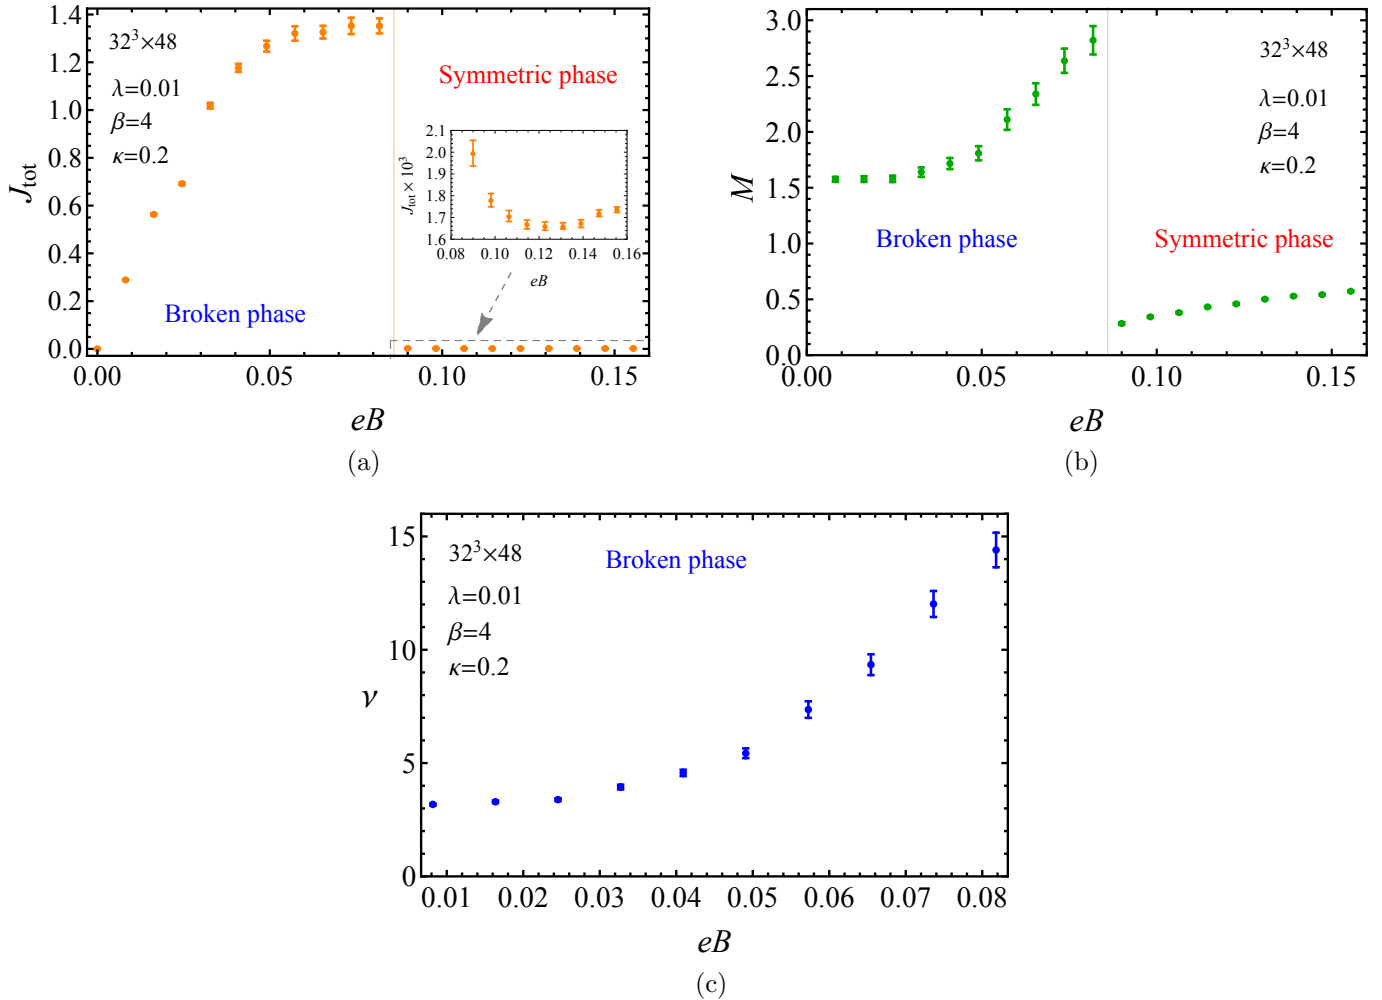 1.4
1.2
1.0
0.8
0.6
0.4
0.2
0.0
J_tot
32³×48
λ=0.01
β=4
κ=0.2
Symmetric phase
Broken phase
2.1
2.0
1.9
1.8
1.7
1.6
J_tot × 10³
0.08 0.10 0.12 0.14 0.16
eB
0.00 0.05 0.10 0.15
eB
(a)
3.0
2.5
2.0
1.5
1.0
0.5
0.0
M
32³×48
λ=0.01
β=4
κ=0.2
Broken phase
Symmetric phase
0.00 0.05 0.10 0.15
eB
(b)
15
10
5
0
ν
32³×48
λ=0.01
β=4
κ=0.2
Broken phase
0.01 0.02 0.03 0.04 0.05 0.06 0.07 0.08
eB
(c)